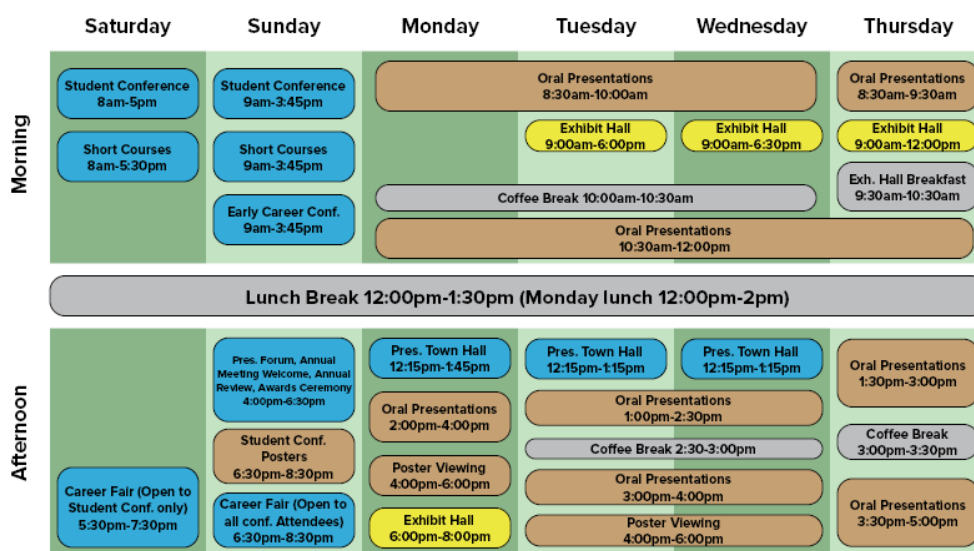 Saturday
Sunday
Monday
Tuesday
Wednesday
Thursday
Morning
Student Conference
8am-5pm
Short Courses
8am-5:30pm
Student Conference
9am-3:45pm
Short Courses
9am-3:45pm
Early Career Conf.
9am-3:45pm
Oral Presentations
8:30am-10:00am
Oral Presentations
8:30am-9:30am
Exhibit Hall
9:00am-6:00pm
Exhibit Hall
9:00am-6:30pm
Exhibit Hall
9:00am-12:00pm
Coffee Break 10:00am-10:30am
Exh. Hall Breakfast
9:30am-10:30am
Oral Presentations
10:30am-12:00pm
Lunch Break 12:00pm-1:30pm (Monday lunch 12:00pm-2pm)
Afternoon
Career Fair (Open to
Student Conf. only)
5:30pm-7:30pm
Pres. Forum, Annual
Meeting Welcome, Annual
Review, Awards Ceremony
4:00pm-6:30pm
Student Conf.
Posters
6:30pm-8:30pm
Career Fair (Open to
all conf. Attendees)
6:30pm-8:30pm
Pres. Town Hall
12:15pm-1:45pm
Oral Presentations
2:00pm-4:00pm
Poster Viewing
4:00pm-6:00pm
Exhibit Hall
6:00pm-8:00pm
Pres. Town Hall
12:15pm-1:15pm
Pres. Town Hall
12:15pm-1:15pm
Oral Presentations
1:00pm-2:30pm
Coffee Break 2:30-3:00pm
Oral Presentations
3:00pm-4:00pm
Poster Viewing
4:00pm-6:00pm
Oral Presentations
1:30pm-3:00pm
Coffee Break
3:00pm-3:30pm
Oral Presentations
3:30pm-5:00pm